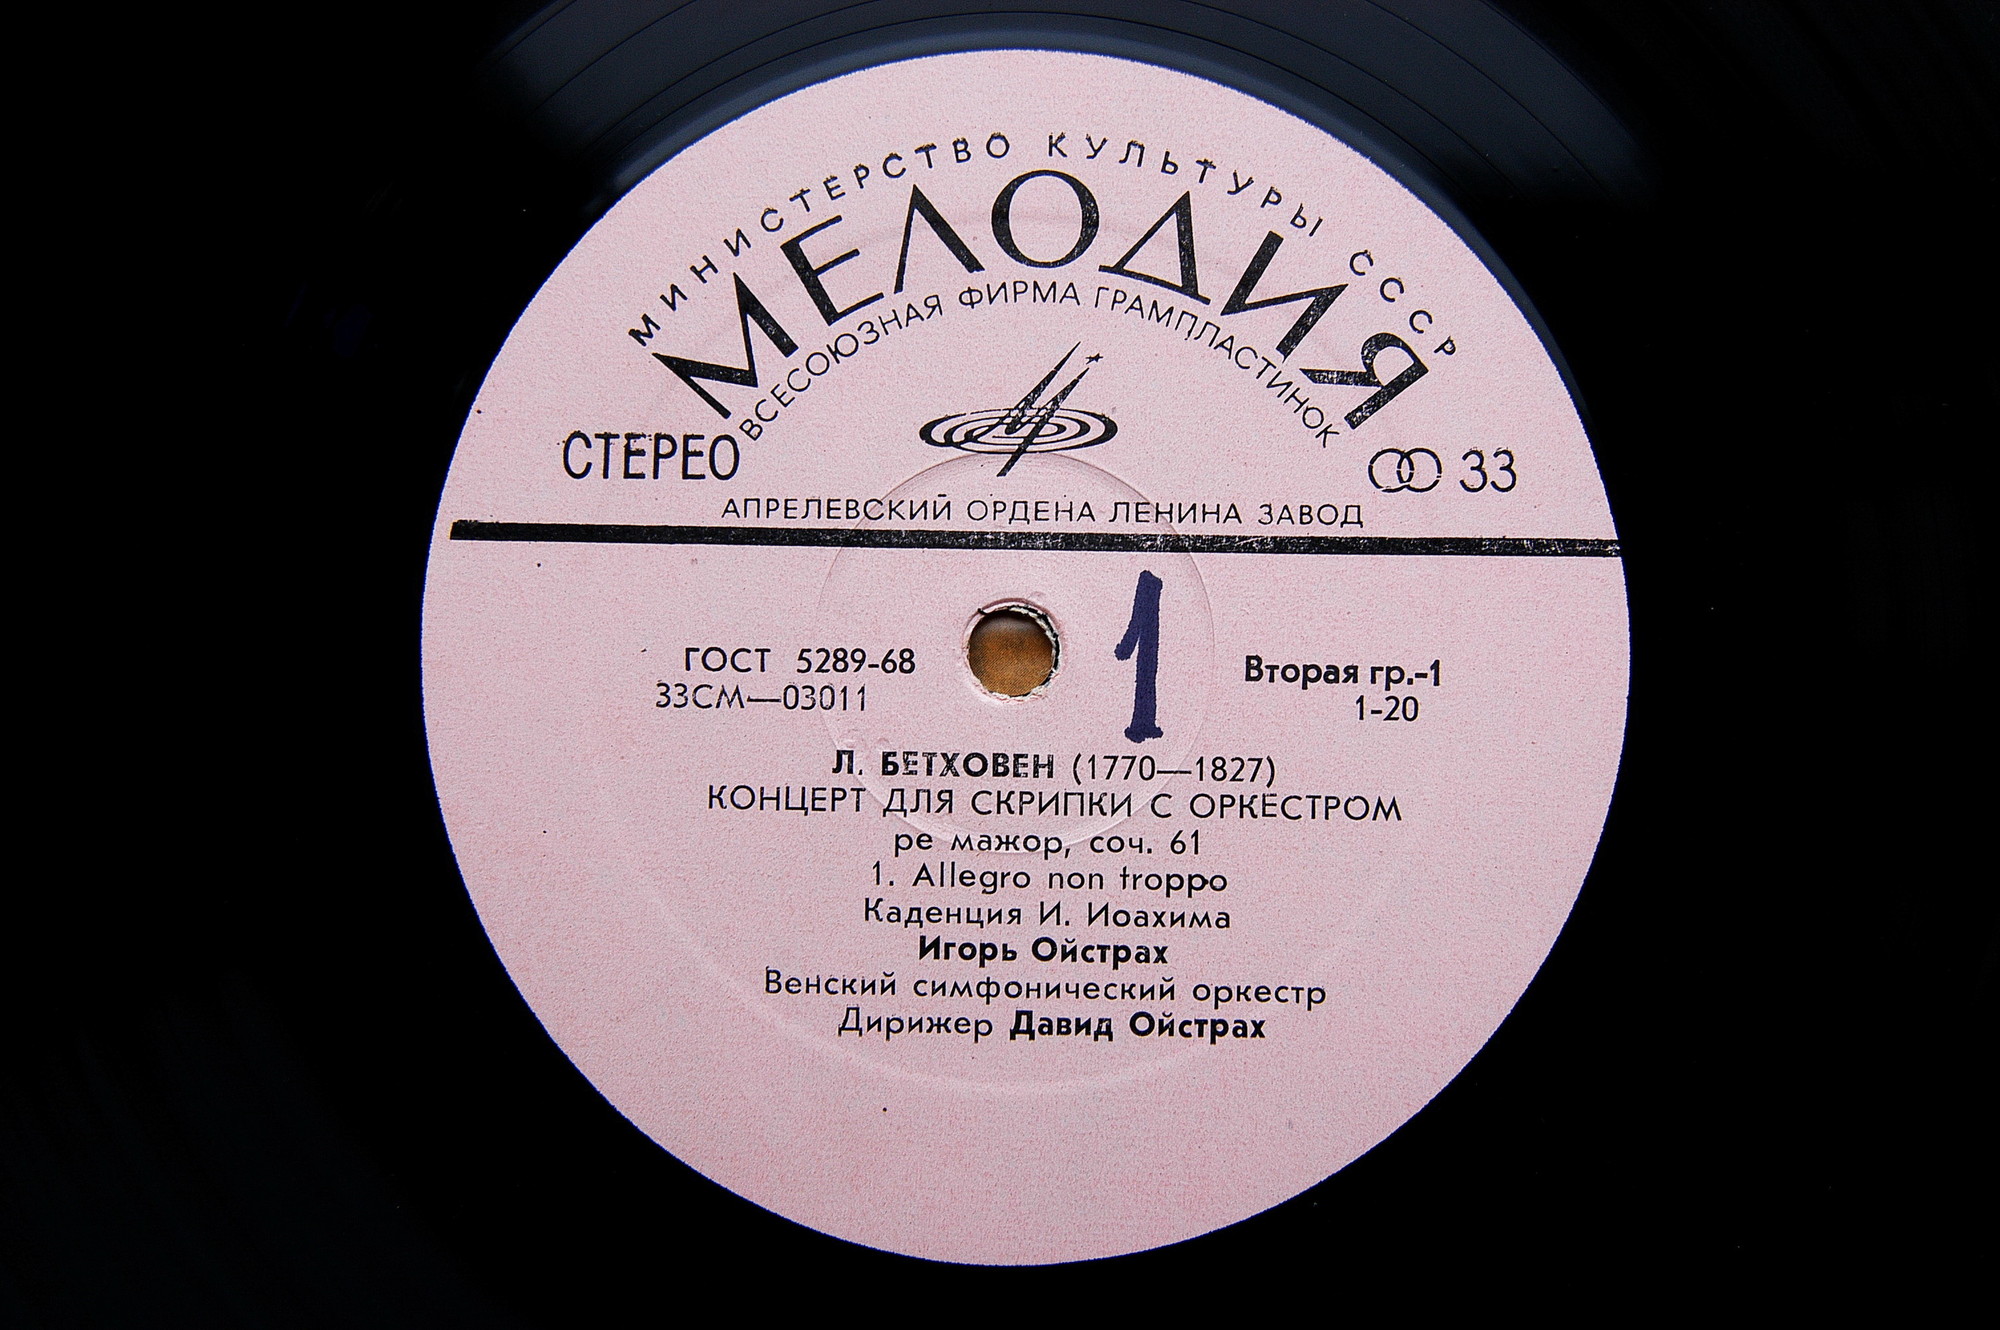 МИНИСТЕРСТВО КУЛЬТУРЫ СССР
МЕЛОДИЯ
ВСЕСОЮЗНАЯ ФИРМА ГРАМПЛАСТИНОК
СТЕРЕО
33
АПРЕЛЕВСКИЙ ОРДЕНА ЛЕНИНА ЗАВОД
1
ГОСТ 5289-68
Вторая гр.-1
33СМ—03011
1-20
Л. БЕТХОВЕН (1770—1827)
КОНЦЕРТ ДЛЯ СКРИПКИ С ОРКЕСТРОМ
ре мажор, соч. 61
1. Allegro non troppo
Каденция И. Иоахима
Игорь Ойстрах
Венский симфонический оркестр
Дирижер Давид Ойстрах